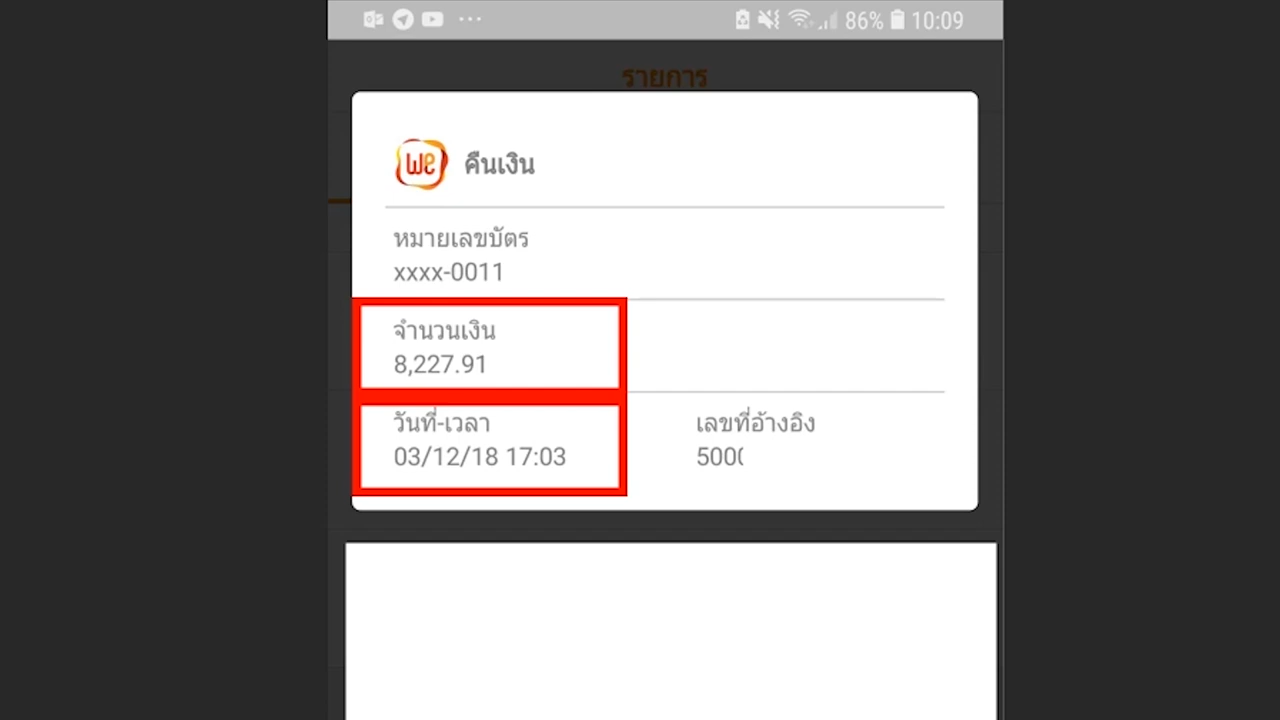 86% 10:09
รายการ
we คืนเงิน
หมายเลขบัตร
xxxx-0011
จำนวนเงิน
8,227.91
วันที่-เวลา
03/12/18 17:03
เลขที่อ้างอิง
500